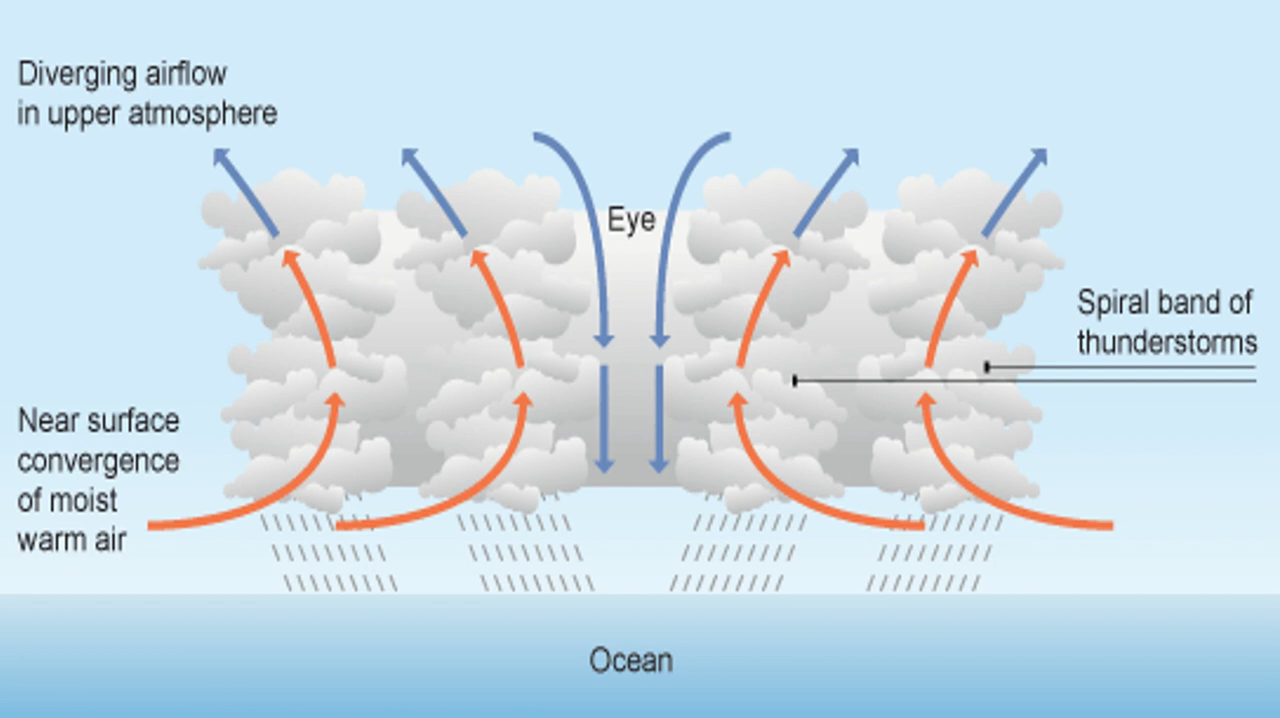 Diverging airflow
in upper atmosphere
Eye
Spiral band of
thunderstorms
Near surface
convergence
of moist
warm air
Ocean